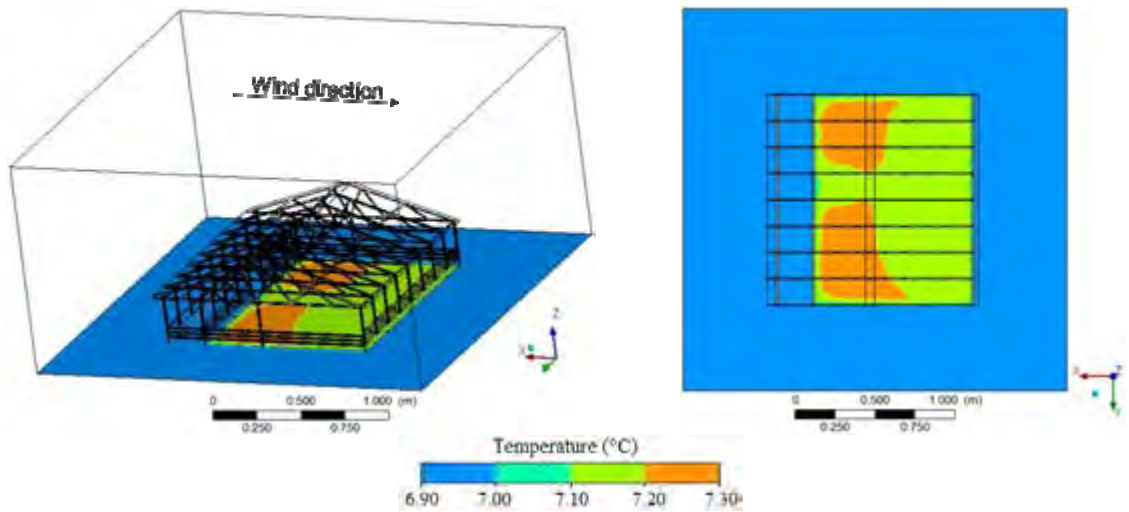 Wind direction
Z
X
0 0.500 1.000 (m)
0.250 0.750
X Z
Y
0 0.500 1.000 (m)
0.250 0.750
Temperature (°C)
6.90 7.00 7.10 7.20 7.30